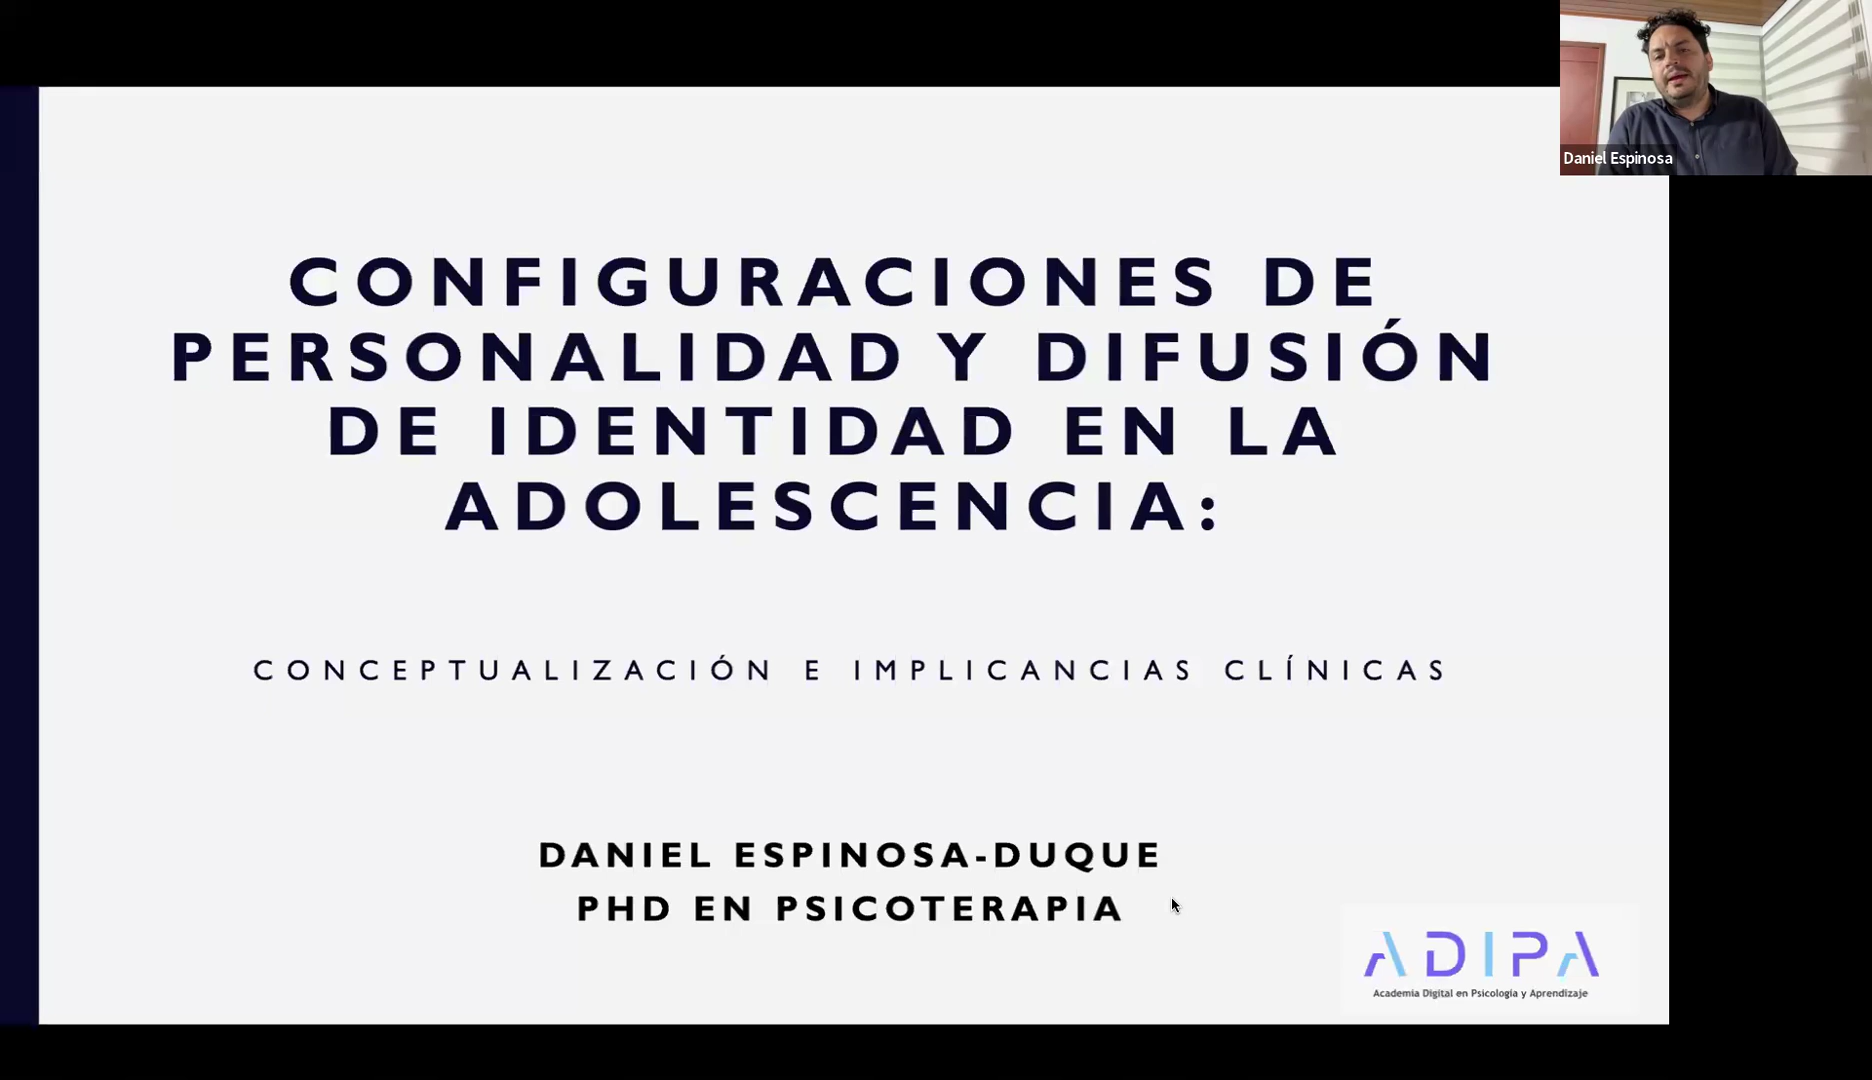 Daniel Espinosa
CONFIGURACIONES DE
PERSONALIDAD Y DIFUSIÓN
DE IDENTIDAD EN LA
ADOLESCENCIA:
CONCEPTUALIZACIÓN E IMPLICANCIAS CLÍNICAS
DANIEL ESPINOSA-DUQUE
PHD EN PSICOTERAPIA
ADIPA
Academia Digital en Psicología y Aprendizaje